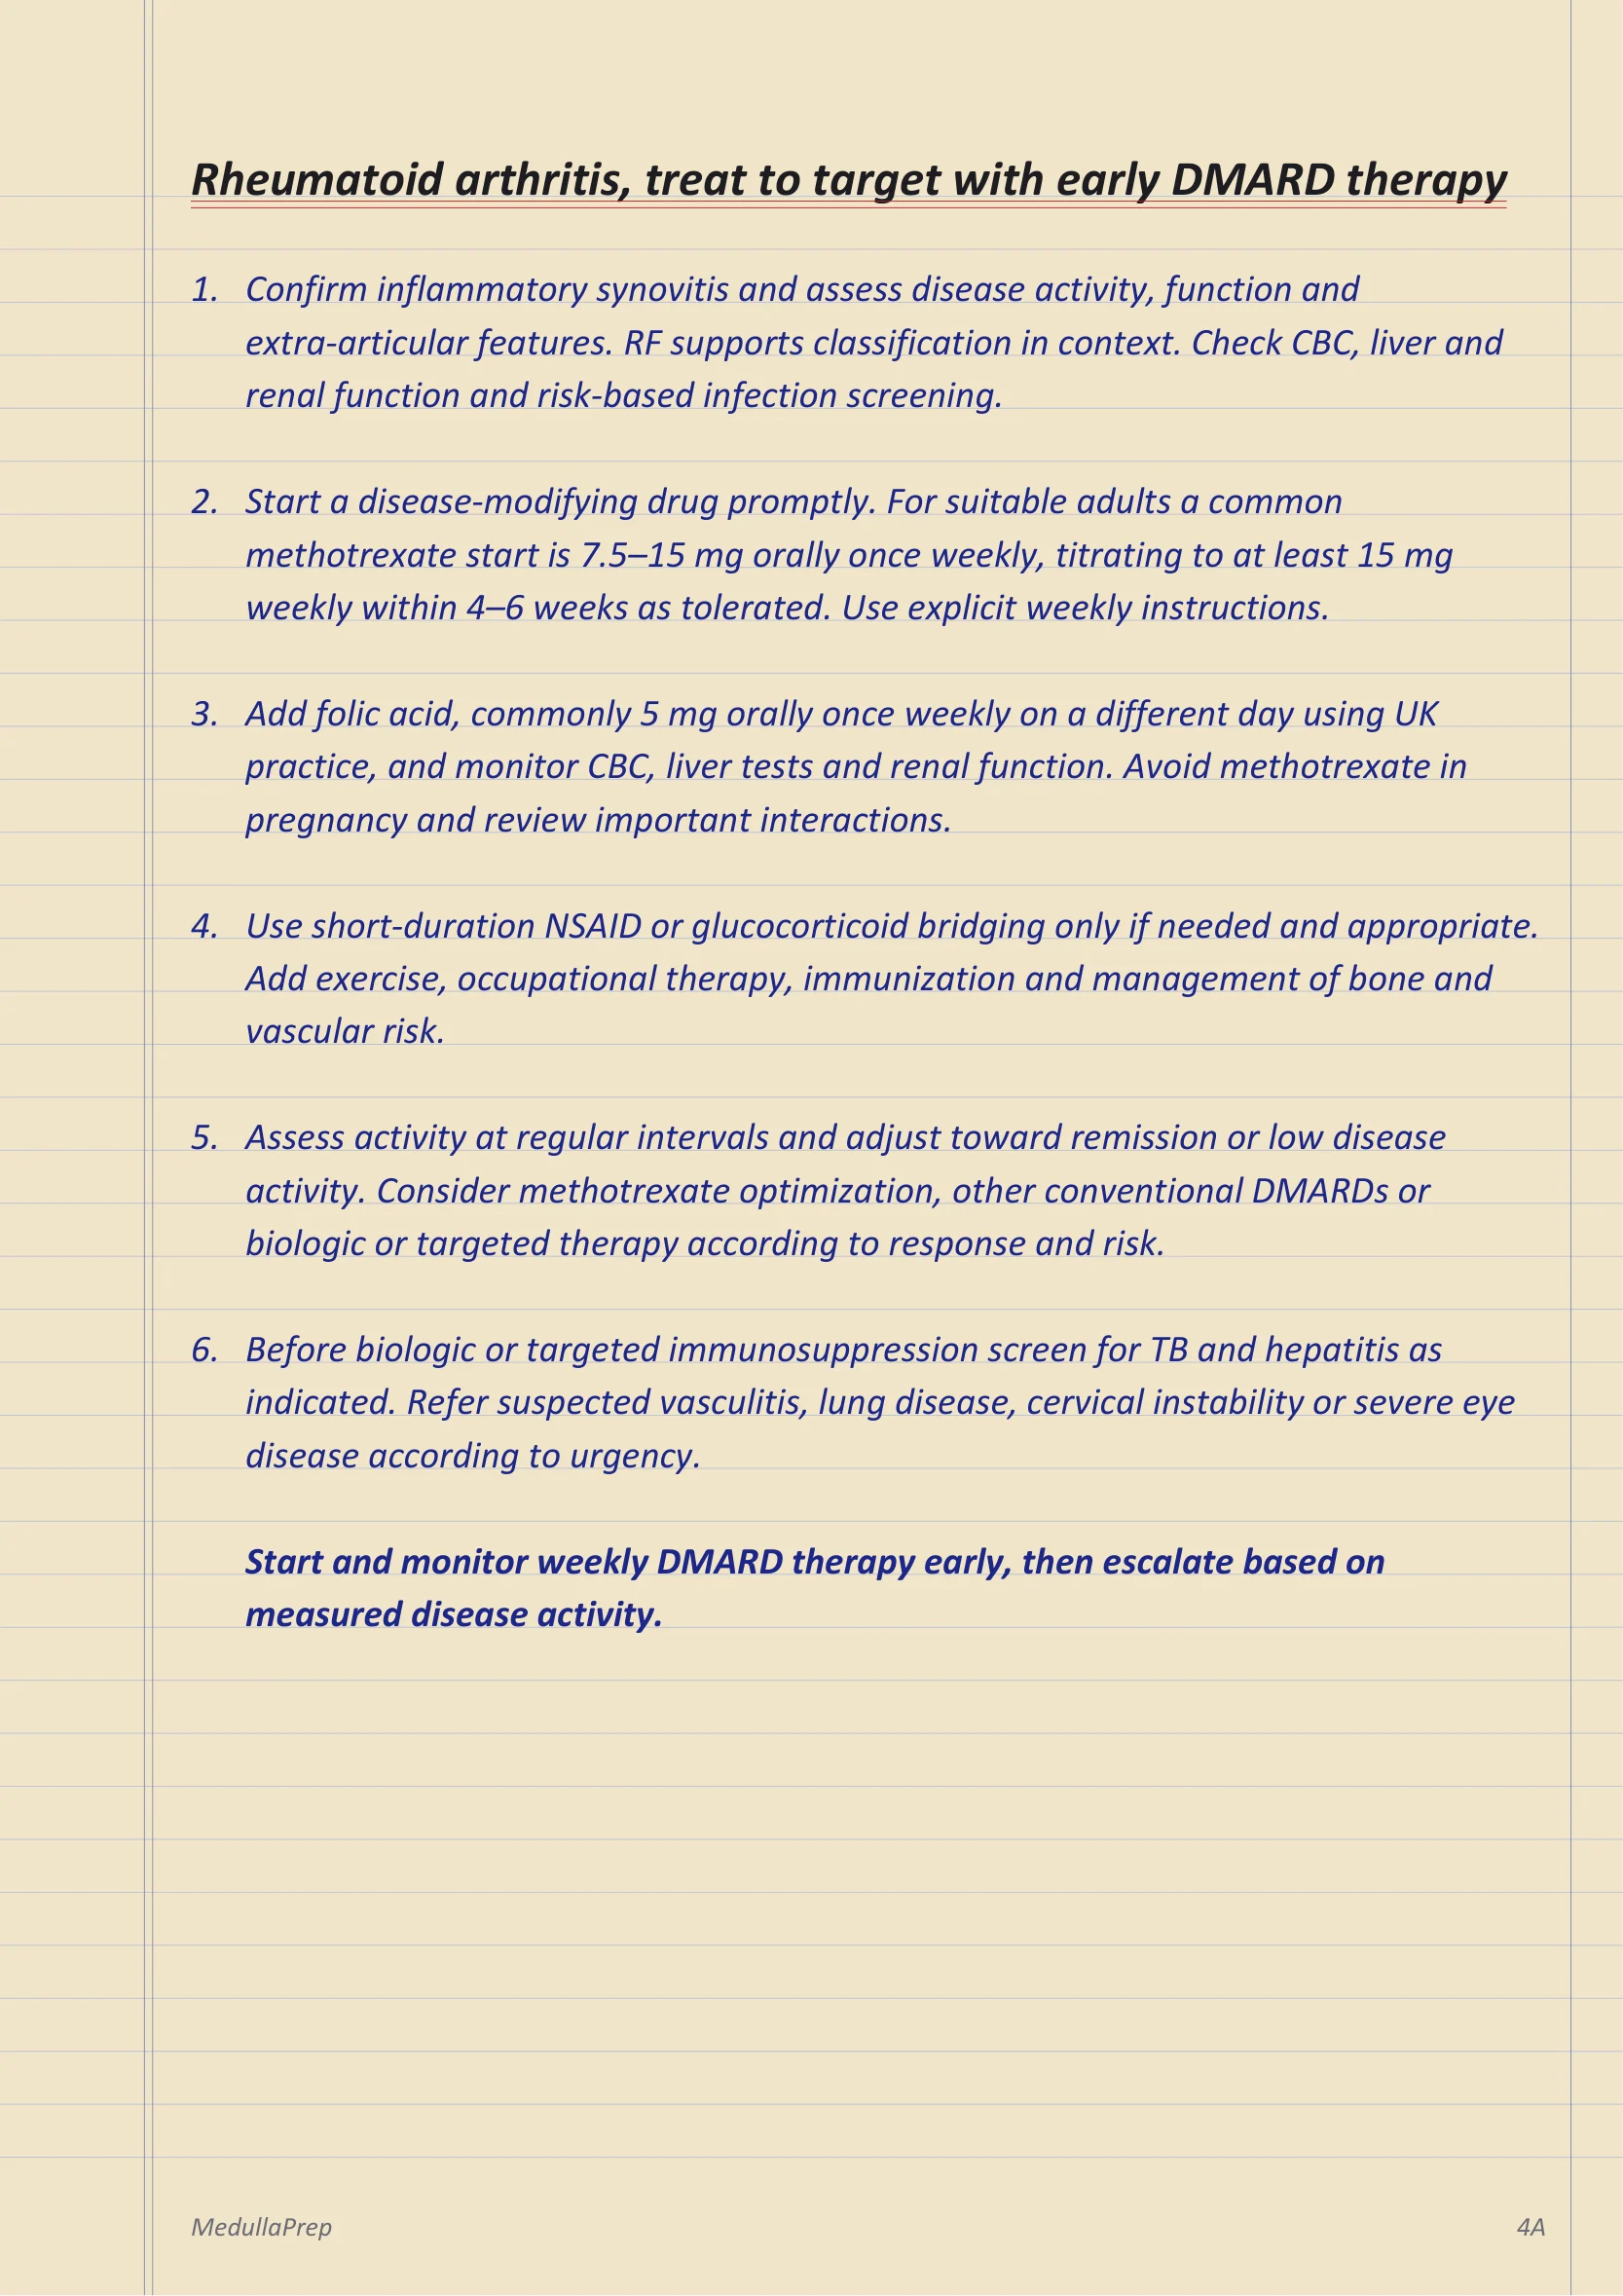 Rheumatoid arthritis, treat to target with early DMARD therapy
1. Confirm inflammatory synovitis and assess disease activity, function and
extra-articular features. RF supports classification in context. Check CBC, liver and
renal function and risk-based infection screening.
2. Start a disease-modifying drug promptly. For suitable adults a common
methotrexate start is 7.5–15 mg orally once weekly, titrating to at least 15 mg
weekly within 4–6 weeks as tolerated. Use explicit weekly instructions.
3. Add folic acid, commonly 5 mg orally once weekly on a different day using UK
practice, and monitor CBC, liver tests and renal function. Avoid methotrexate in
pregnancy and review important interactions.
4. Use short-duration NSAID or glucocorticoid bridging only if needed and appropriate.
Add exercise, occupational therapy, immunization and management of bone and
vascular risk.
5. Assess activity at regular intervals and adjust toward remission or low disease
activity. Consider methotrexate optimization, other conventional DMARDs or
biologic or targeted therapy according to response and risk.
6. Before biologic or targeted immunosuppression screen for TB and hepatitis as
indicated. Refer suspected vasculitis, lung disease, cervical instability or severe eye
disease according to urgency.
Start and monitor weekly DMARD therapy early, then escalate based on
measured disease activity.
MedullaPrep
4A